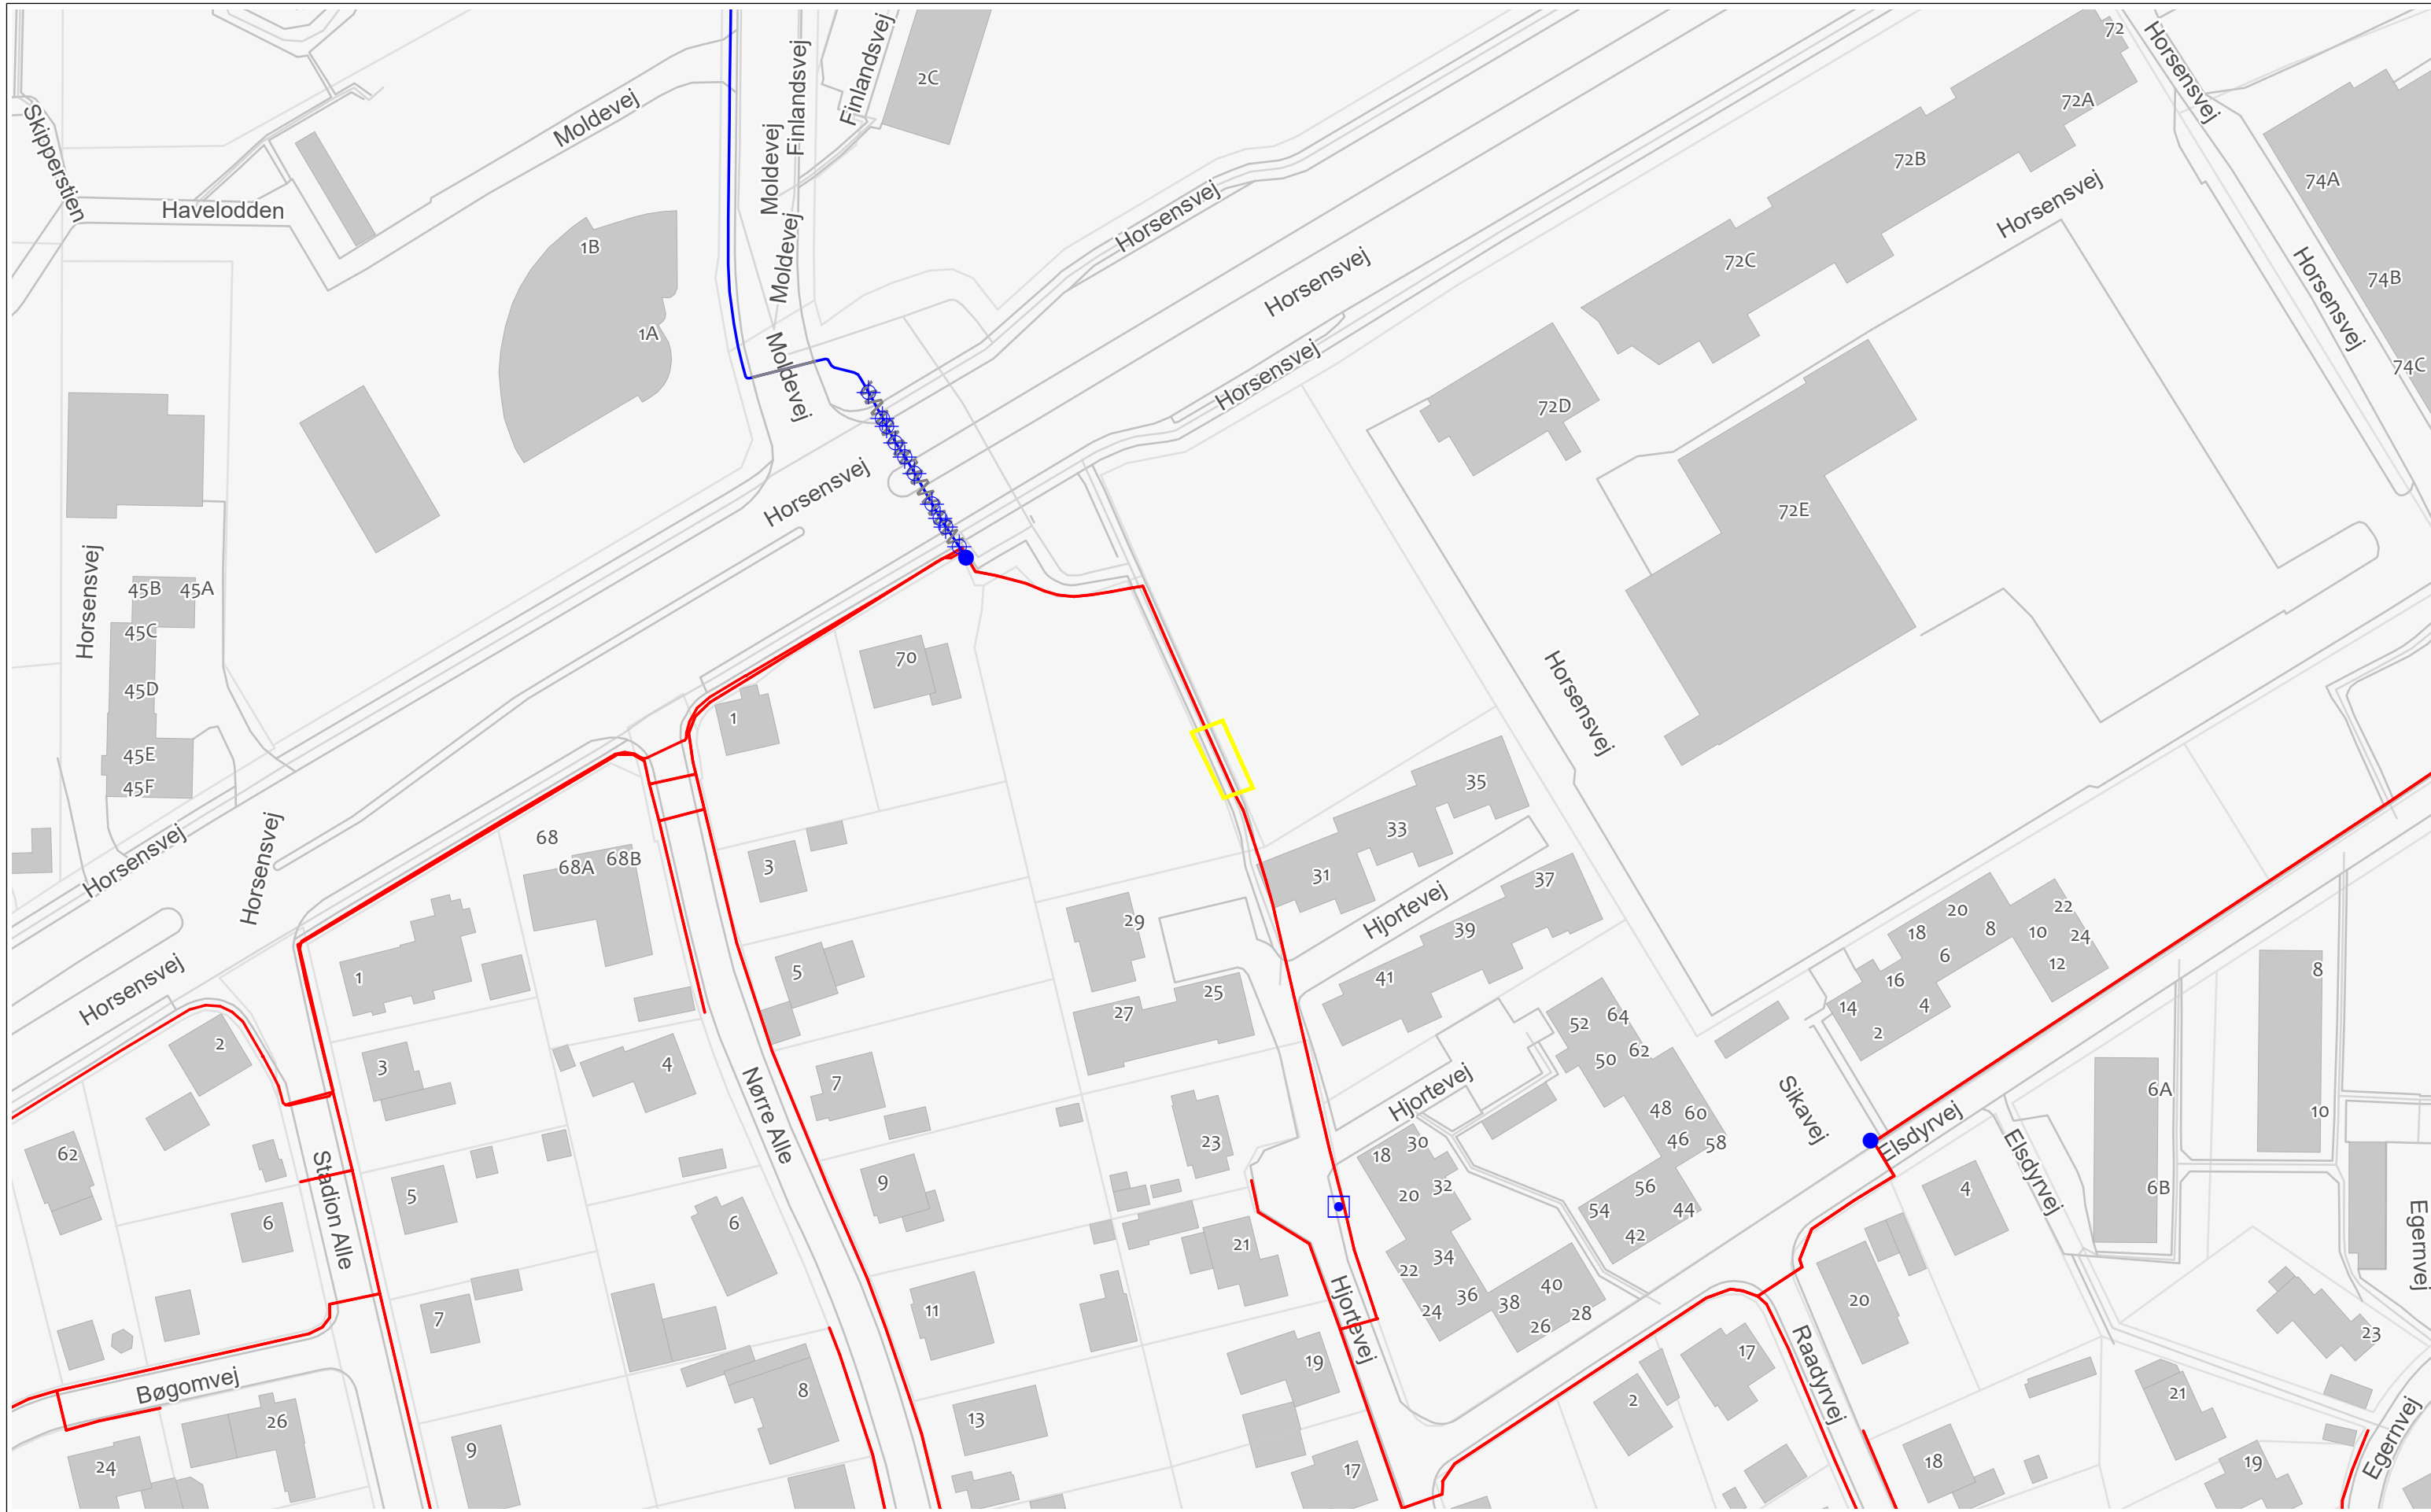 Skipperstien
Havelodden
Moldevej
Moldevej
Finlandsvej
Finlandsvej
2C
Moldevej
Moldevej
1B
1A
Horsensvej
Horsensvej
Horsensvej
Horsensvej
72
72A
72B
72C
72D
72E
Horsensvej
Horsensvej
74A
74B
74C
Horsensvej
Horsensvej
45B
45A
45C
45D
45E
45F
Horsensvej
Horsensvej
Horsensvej
Horsensvej
70
1
3
5
7
9
11
13
68
68A
68B
1
3
5
7
9
2
62
6
4
6
8
Stadion Alle
Nørre Alle
Bøgomvej
26
24
29
27
25
23
21
19
17
31
33
35
37
39
41
Hjortevej
Hjortevej
Hjortevej
52
64
50
62
48
60
46
58
56
54
44
42
18
30
20
32
34
22
36
24
38
40
26
28
Sikavej
Elsdyrvej
Elsdyrvej
20
18
8
6
16
14
4
2
22
10
24
12
8
10
6A
6B
4
20
17
2
Raadyrvej
18
21
19
23
Egernvej
Egernvej